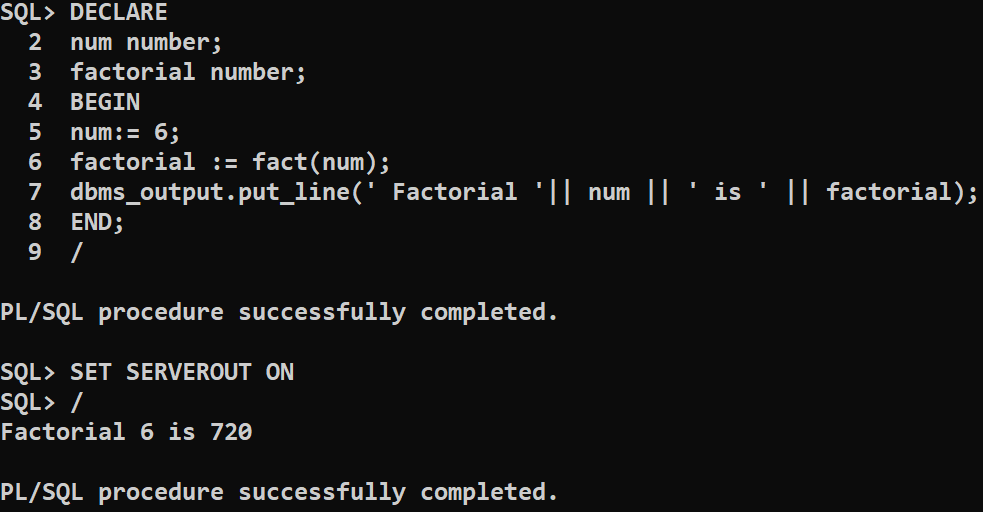 SQL> DECLARE
  2  num number;
  3  factorial number;
  4  BEGIN
  5  num:= 6;
  6  factorial := fact(num);
  7  dbms_output.put_line(' Factorial '|| num || ' is ' || factorial);
  8  END;
  9  /
PL/SQL procedure successfully completed.
SQL> SET SERVEROUT ON
SQL> /
Factorial 6 is 720
PL/SQL procedure successfully completed.